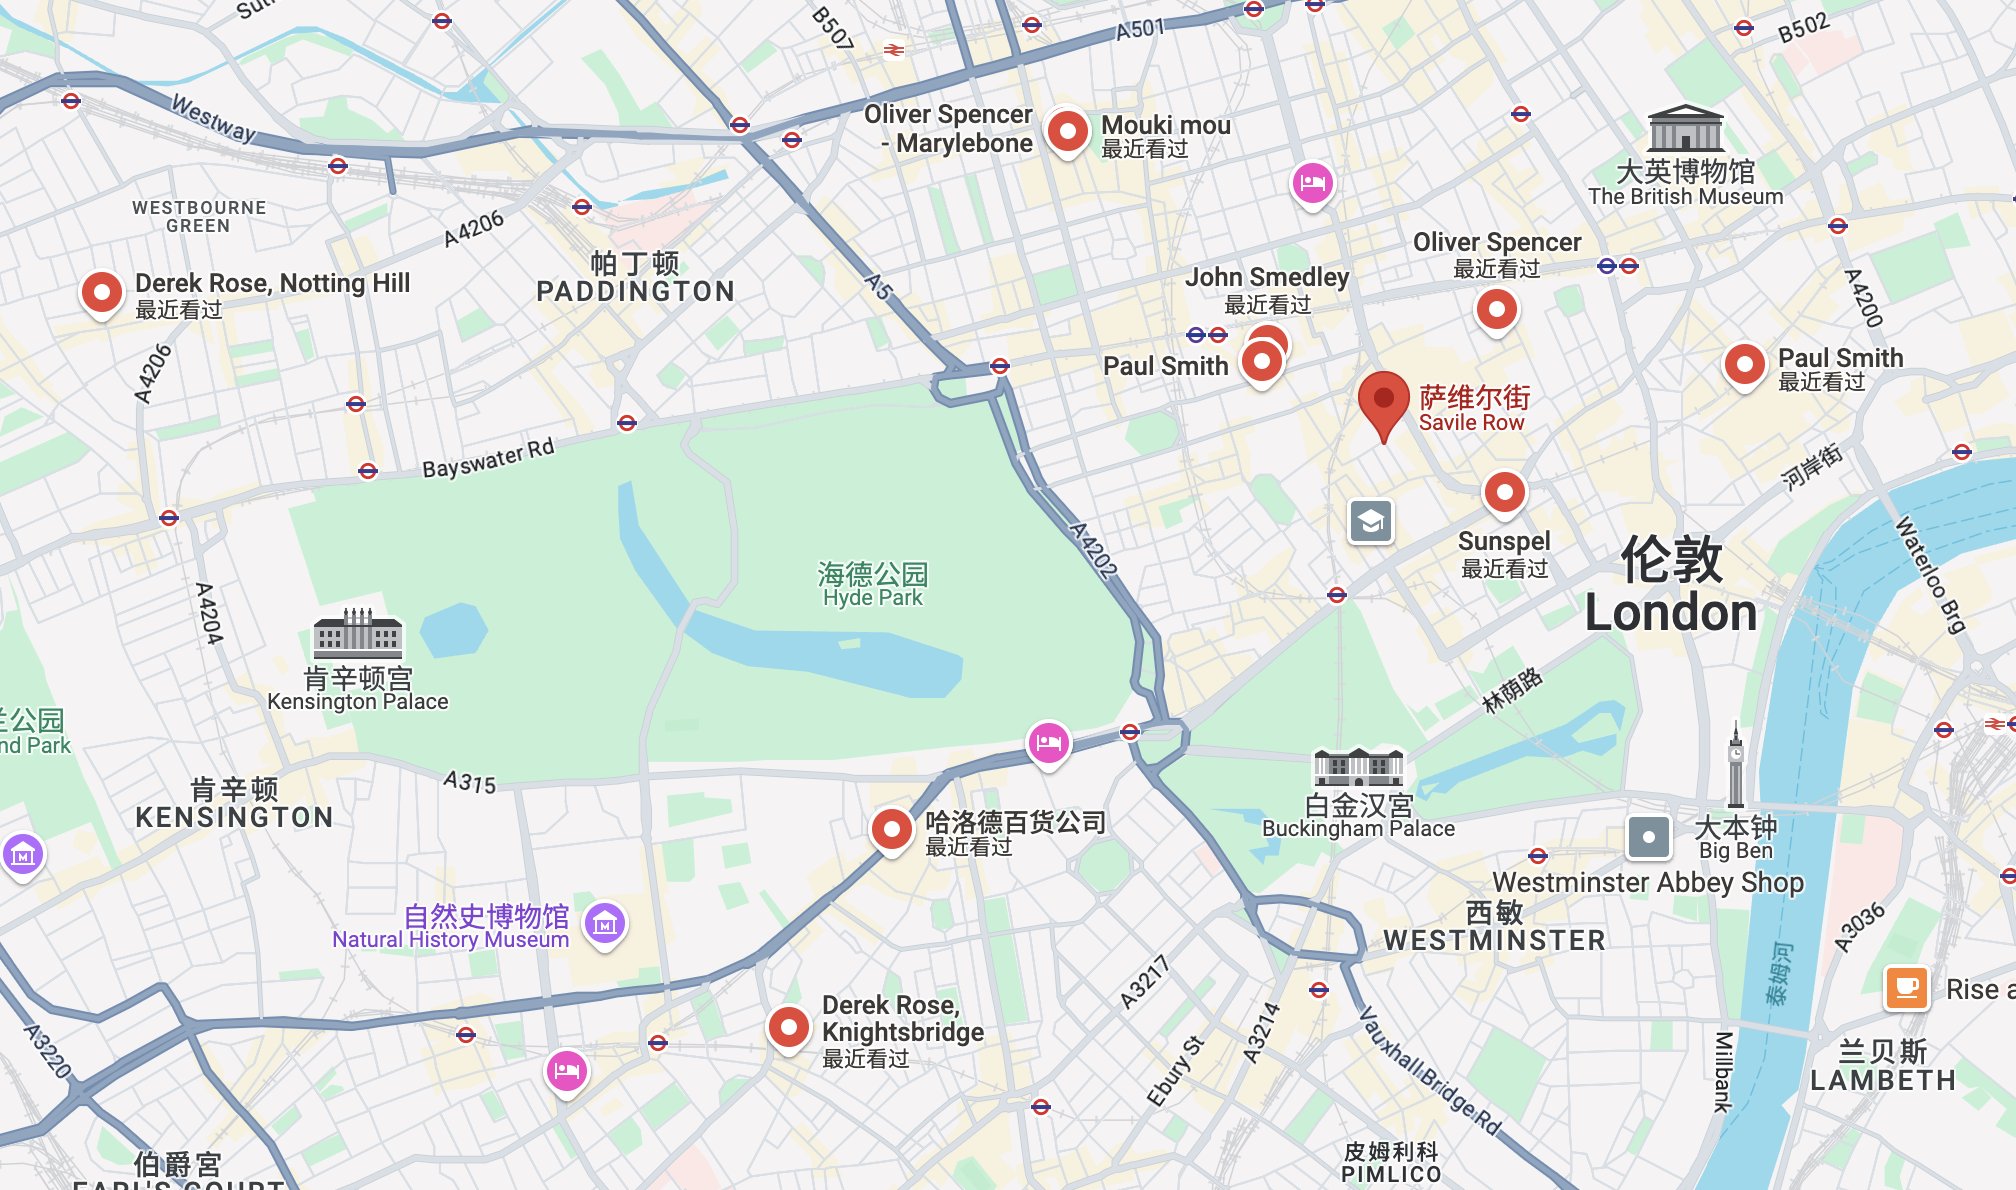 B507
A501
B502
Westway
Oliver Spencer
- Marylebone
Mouki mou
最近看过
大英博物馆
The British Museum
WESTBOURNE
GREEN
A4206
Oliver Spencer
最近看过
帕丁顿
PADDINGTON
Derek Rose, Notting Hill
最近看过
A5
John Smedley
最近看过
A4200
A4206
Paul Smith
Paul Smith
最近看过
萨维尔街
Savile Row
Bayswater Rd
河岸街
A4202
Sunspel
最近看过
伦敦
London
Waterloo Brg
海德公园
Hyde Park
A4204
肯辛顿宫
Kensington Palace
林荫路
兰公园
nd Park
肯辛顿
KENSINGTON
A315
白金汉宮
Buckingham Palace
哈洛德百货公司
最近看过
大本钟
Big Ben
Westminster Abbey Shop
西敏
WESTMINSTER
自然史博物馆
Natural History Museum
A3036
泰姆河
A3217
Rise a
Derek Rose,
Knightsbridge
最近看过
A3214
A3220
Ebury St
Vauxhall Bridge Rd
Millbank
兰贝斯
LAMBETH
皮姆利科
PIMLICO
伯爵宮
EARL'S COURT